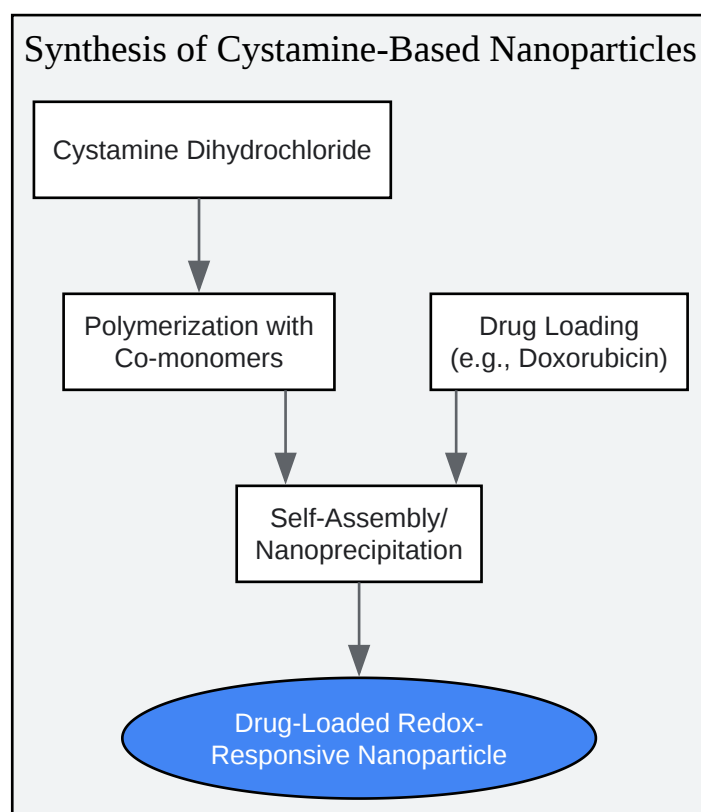 Synthesis of Cystamine-Based Nanoparticles
Cystamine Dihydrochloride
Polymerization with
Co-monomers
Drug Loading
(e.g., Doxorubicin)
Self-Assembly/
Nanoprecipitation
Drug-Loaded Redox-
Responsive Nanoparticle